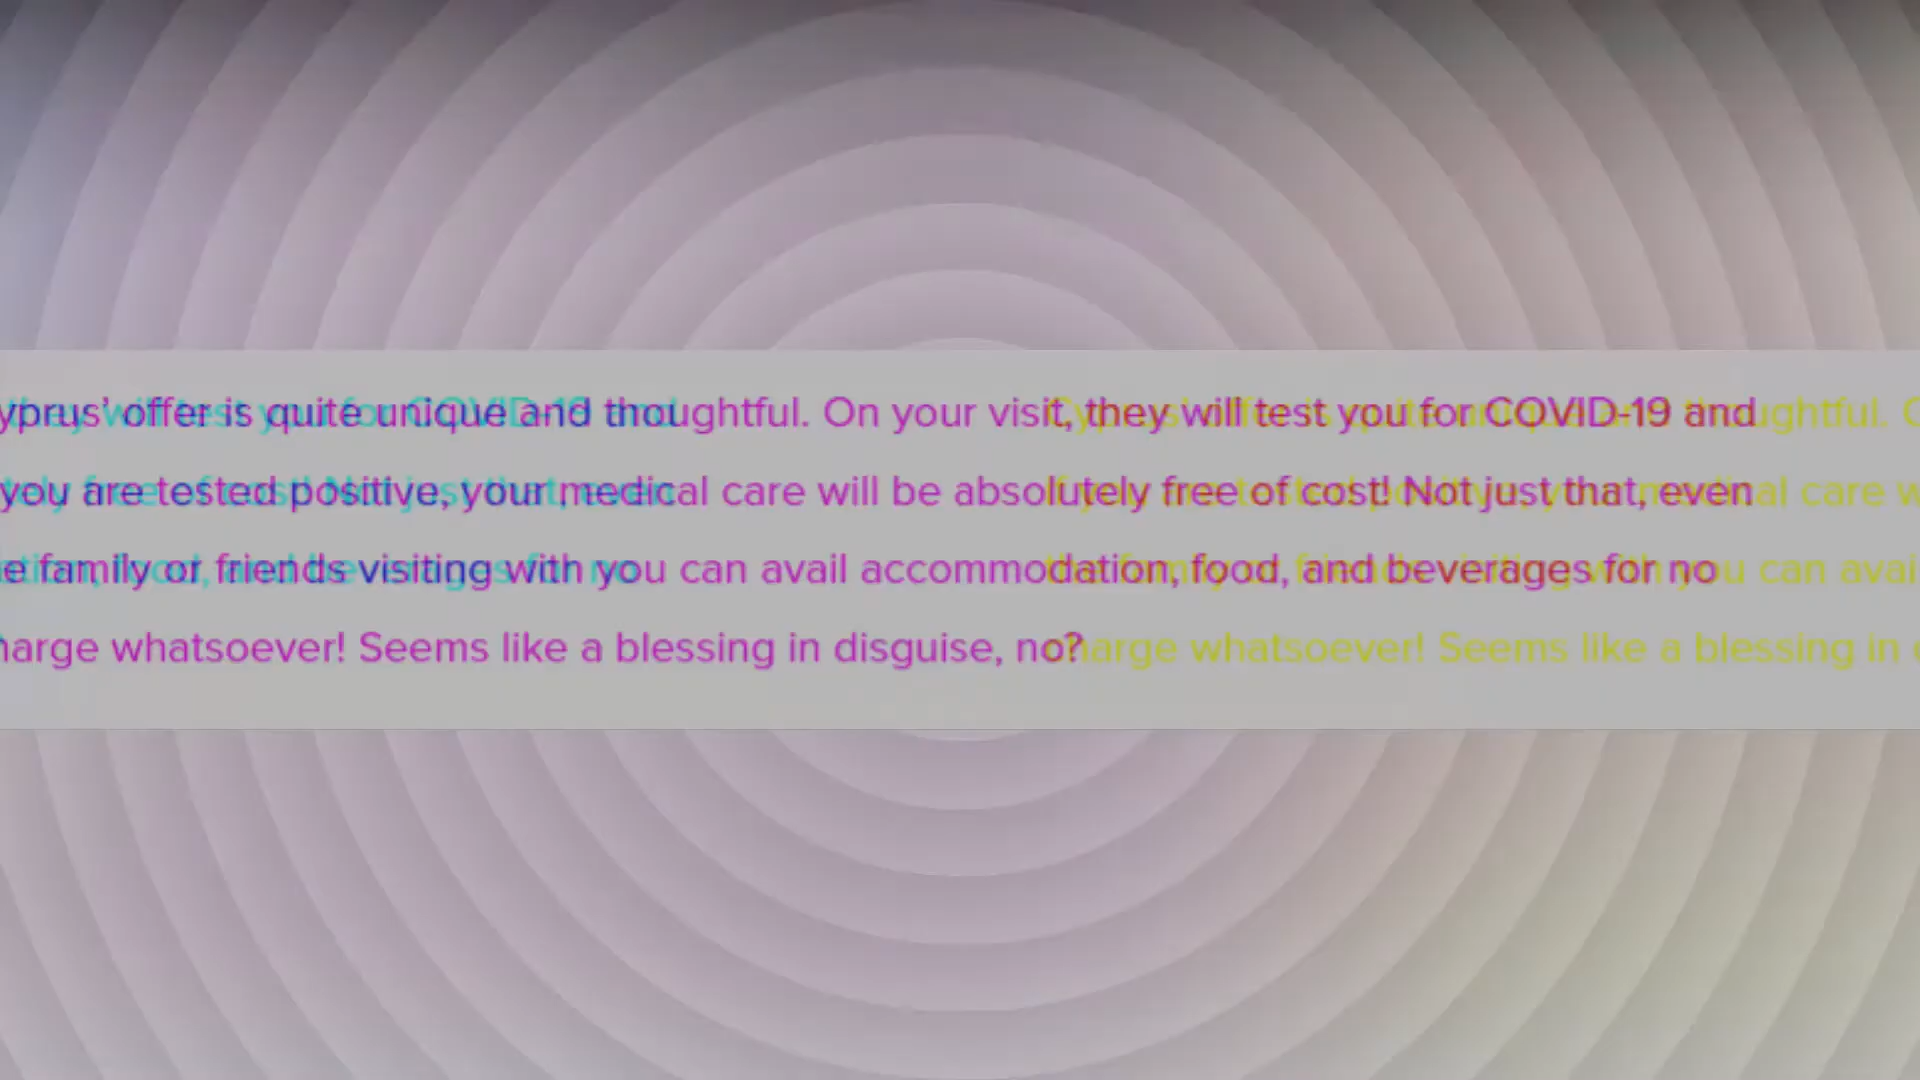 yprus' offer is quite unique and thoughtful. On your visit, they will test you for COVID-19 and
you are tested positive, your medical care will be absolutely free of cost! Not just that, even
e family or friends visiting with you can avail accommodation, food, and beverages for no
harge whatsoever! Seems like a blessing in disguise, no?